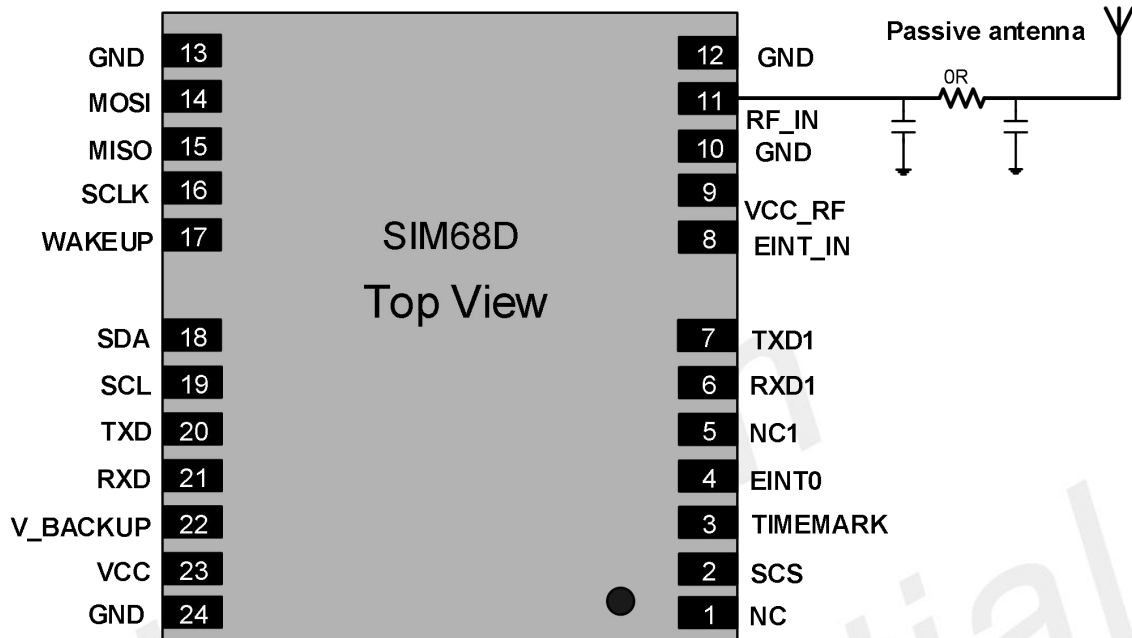 Passive antenna
0R
GND 13
MOSI 14
MISO 15
SCLK 16
WAKEUP 17
SDA 18
SCL 19
TXD 20
RXD 21
V_BACKUP 22
VCC 23
GND 24
SIM68D
Top View
12 GND
11 RF_IN
10 GND
9 VCC_RF
8 EINT_IN
7 TXD1
6 RXD1
5 NC1
4 EINT0
3 TIMEMARK
2 SCS
1 NC